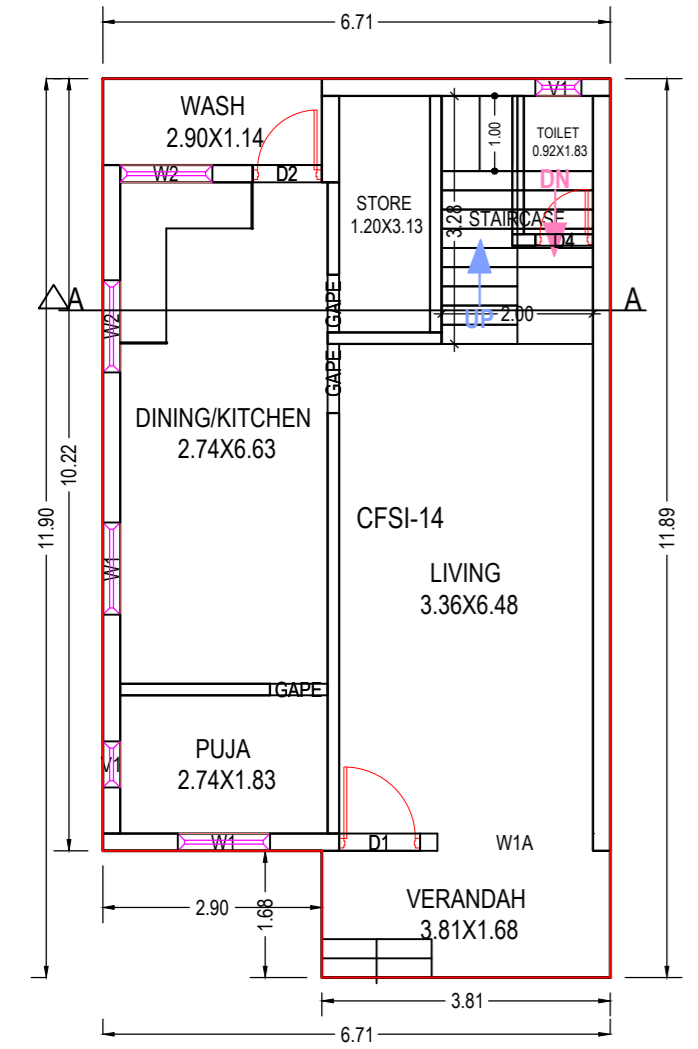 6.71
WASH
2.90X1.14
V1
1.00
TOILET
0.92X1.83
W2
D2
DN
STORE
1.20X3.13
3.28
STAIRCASE
D4
A
A
GAPE
W2
UP
2.00
GAPE
DINING/KITCHEN
2.74X6.63
10.22
11.90
11.89
CFSI-14
W1
LIVING
3.36X6.48
GAPE
PUJA
2.74X1.83
V1
W1
D1
W1A
VERANDAH
3.81X1.68
2.90
1.68
3.81
6.71